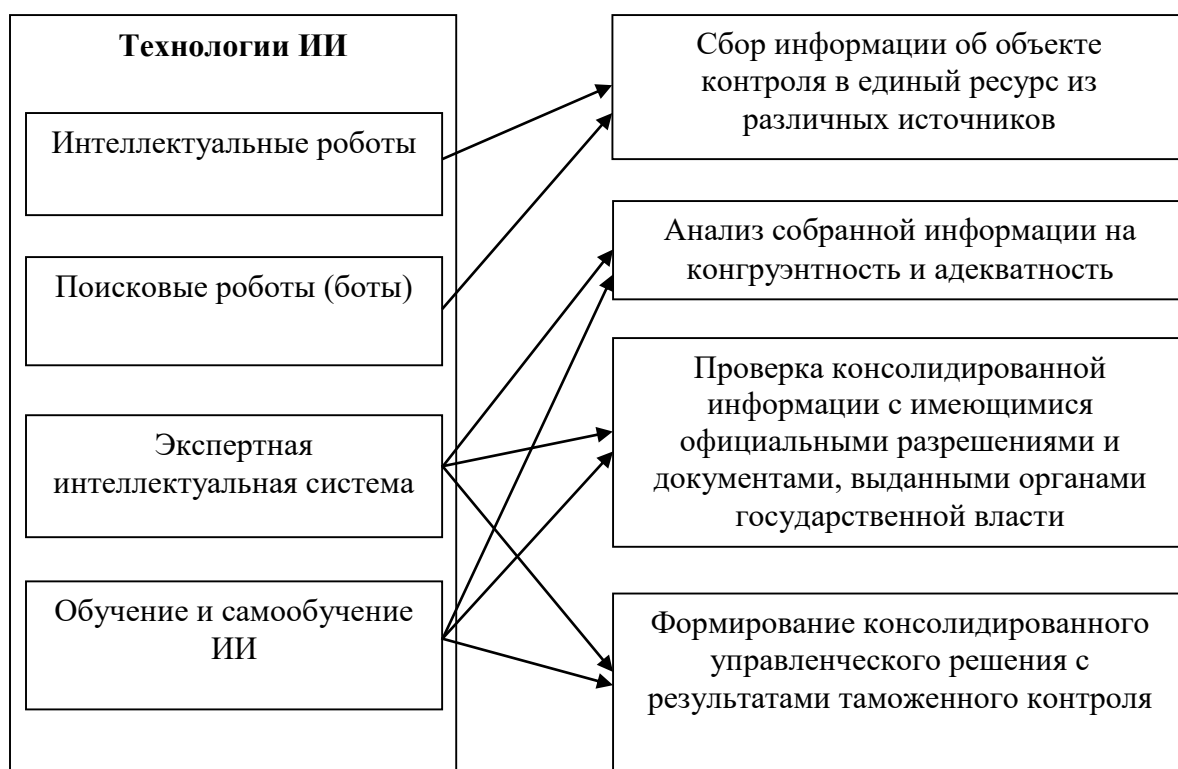 Технологии ИИ
Интеллектуальные роботы
Поисковые роботы (боты)
Экспертная
интеллектуальная система
Обучение и самообучение
ИИ
Сбор информации об объекте
контроля в единый ресурс из
различных источников
Анализ собранной информации на
конгруэнтность и адекватность
Проверка консолидированной
информации с имеющимися
официальными разрешениями и
документами, выданными органами
государственной власти
Формирование консолидированного
управленческого решения с
результатами таможенного контроля